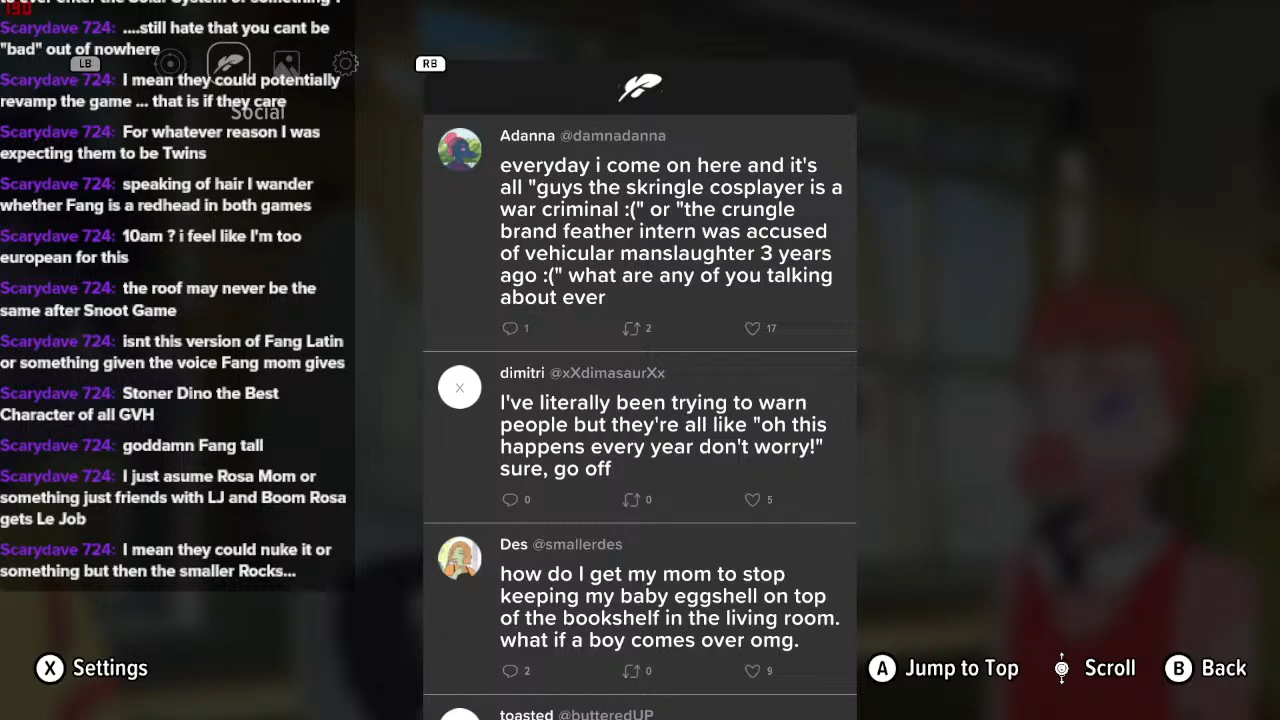 190
to ever enter the Solar System or something ?
Scarydave 724: ....still hate that you cant be
"bad" out of nowhere
Scarydave 724: I mean they could potentially
revamp the game ... that is if they care
Scarydave 724: For whatever reason I was
expecting them to be Twins
Scarydave 724: speaking of hair I wander
whether Fang is a redhead in both games
Scarydave 724: 10am ? i feel like I'm too
european for this
Scarydave 724: the roof may never be the
same after Snoot Game
Scarydave 724: isnt this version of Fang Latin
or something given the voice Fang mom gives
Scarydave 724: Stoner Dino the Best
Character of all GVH
Scarydave 724: goddamn Fang tall
Scarydave 724: I just asume Rosa Mom or
something just friends with LJ and Boom Rosa
gets Le Job
Scarydave 724: I mean they could nuke it or
something but then the smaller Rocks...
LB
RB
Social
Adanna @damnadanna
everyday i come on here and it's
all "guys the skringle cosplayer is a
war criminal :(" or "the crungle
brand feather intern was accused
of vehicular manslaughter 3 years
ago :(" what are any of you talking
about ever
1 2 17
X
dimitri @xXdimasaurXx
I've literally been trying to warn
people but they're all like "oh this
happens every year don't worry!"
sure, go off
0 0 5
Des @smallerdes
how do I get my mom to stop
keeping my baby eggshell on top
of the bookshelf in the living room.
what if a boy comes over omg.
2 0 9
toasted @butteredUP
X Settings
A Jump to Top
Scroll
B Back